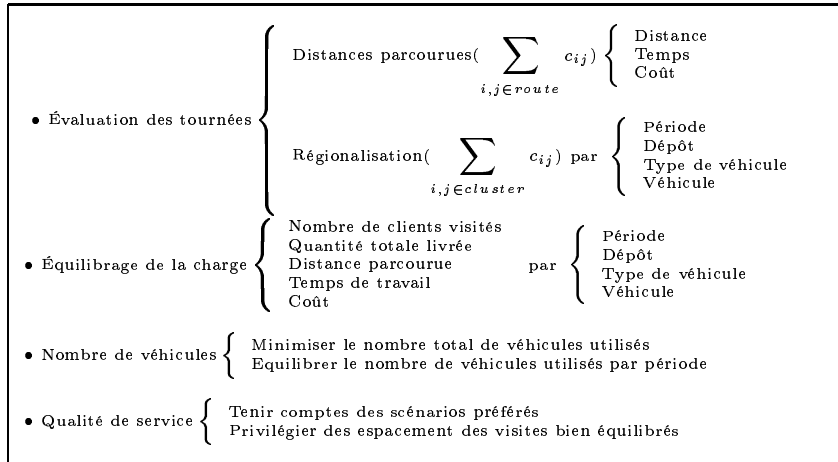 • Évaluation des tournées
Distances parcourues( ∑ i,j∈route c_ij )
Distance
Temps
Coût
Régionalisation( ∑ i,j∈cluster c_ij ) par
Période
Dépôt
Type de véhicule
Véhicule
• Équilibrage de la charge
Nombre de clients visités
Quantité totale livrée
Distance parcourue
Temps de travail
Coût
par
Période
Dépôt
Type de véhicule
Véhicule
• Nombre de véhicules
Minimiser le nombre total de véhicules utilisés
Equilibrer le nombre de véhicules utilisés par période
• Qualité de service
Tenir comptes des scénarios préférés
Privilégier des espacement des visites bien équilibrés